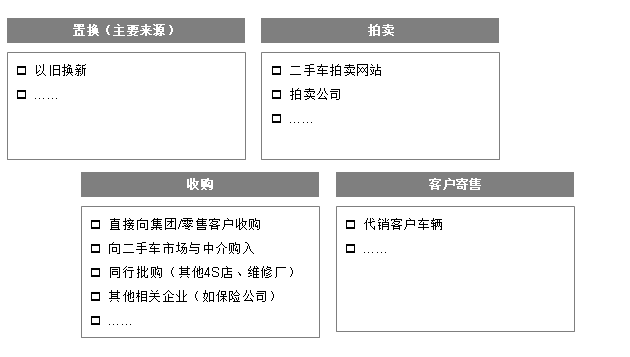 置换（主要来源）
以旧换新
……
拍卖
二手车拍卖网站
拍卖公司
……
收购
直接向集团/零售客户收购
向二手车市场与中介购入
同行批购（其他4S店、维修厂）
其他相关企业（如保险公司）
……
客户寄售
代销客户车辆
……